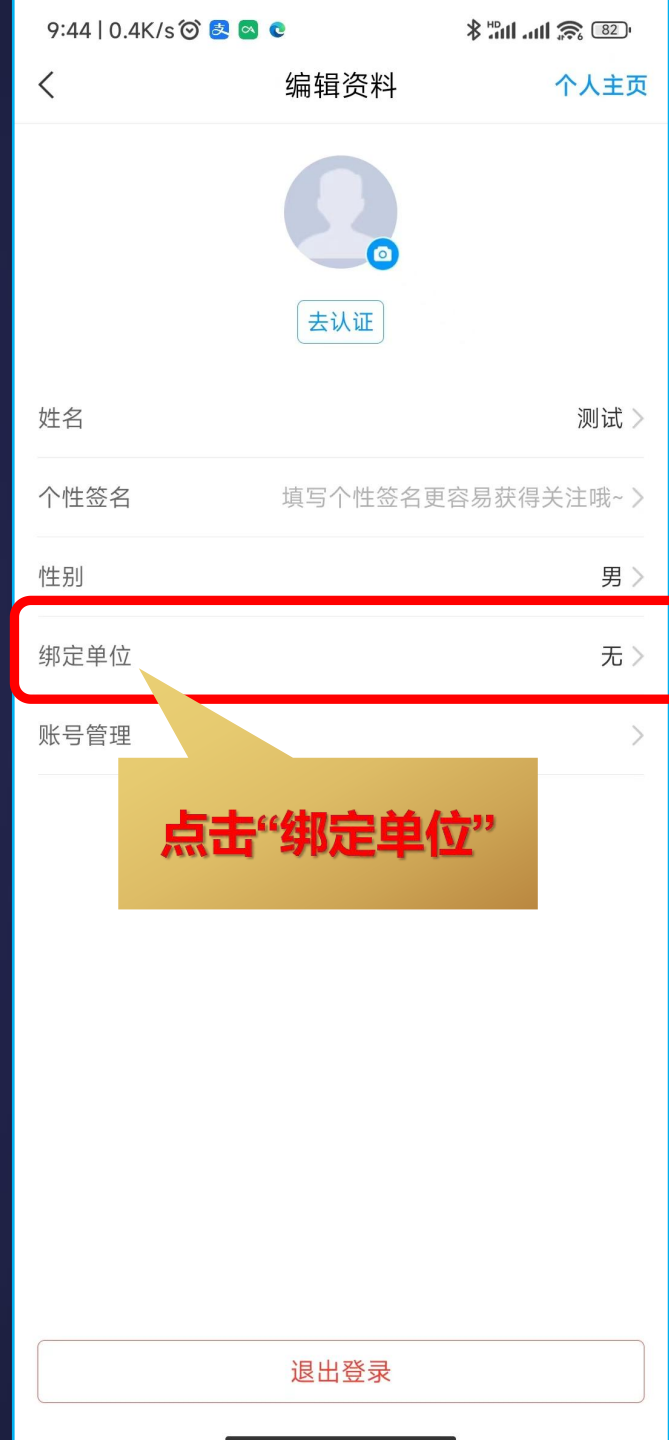 9:44 | 0.4K/s
HD
82
编辑资料
个人主页
去认证
姓名
测试
个性签名
填写个性签名更容易获得关注哦~
性别
男
绑定单位
无
账号管理
点击“绑定单位”
退出登录